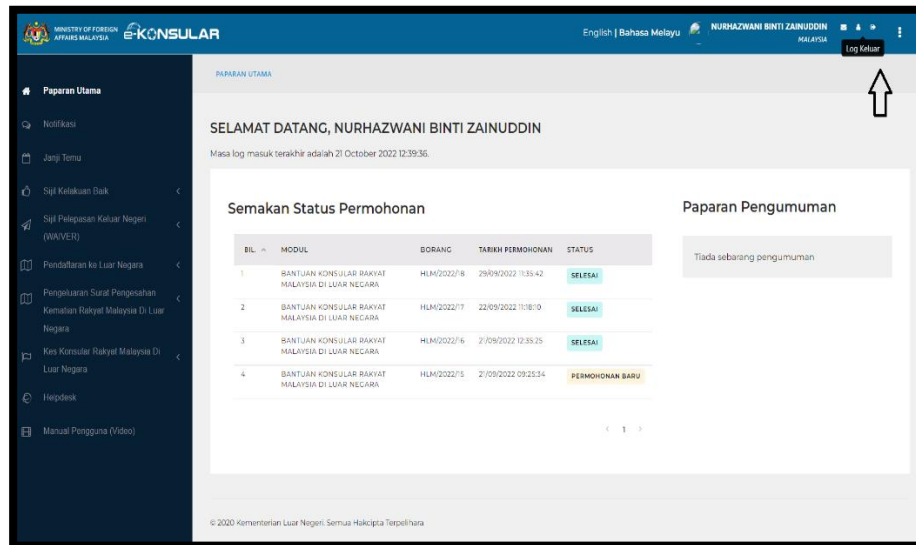 MINISTRY OF FOREIGN
AFFAIRS MALAYSIA
e-KONSULAR
English | Bahasa Melayu
NURHAZWANI BINTI ZAINUDDIN
MALAYSIA
Log Keluar
Paparan Utama
Notifikasi
Janji Temu
Sijil Kelakuan Baik
Sijil Pelepasan Keluar Negeri
(WAIVER)
Pendaftaran ke Luar Negara
Pengeluaran Surat Pengesahan
Kematian Rakyat Malaysia Di Luar
Negara
Kes Konsular Rakyat Malaysia Di
Luar Negara
Helpdesk
Manual Pengguna (Video)
PAPARAN UTAMA
SELAMAT DATANG, NURHAZWANI BINTI ZAINUDDIN
Masa log masuk terakhir adalah 21 October 2022 12:39:36.
Semakan Status Permohonan
BIL. MODUL BORANG TARIKH PERMOHONAN STATUS
1 BANTUAN KONSULAR RAKYAT HLM/2022/18 29/09/2022 11:35:42 SELESAI
MALAYSIA DI LUAR NEGARA
2 BANTUAN KONSULAR RAKYAT HLM/2022/17 22/09/2022 11:18:10 SELESAI
MALAYSIA DI LUAR NEGARA
3 BANTUAN KONSULAR RAKYAT HLM/2022/16 21/09/2022 12:35:25 SELESAI
MALAYSIA DI LUAR NEGARA
4 BANTUAN KONSULAR RAKYAT HLM/2022/15 21/09/2022 09:25:34 PERMOHONAN BARU
MALAYSIA DI LUAR NEGARA
1
Paparan Pengumuman
Tiada sebarang pengumuman
© 2020 Kementerian Luar Negeri. Semua Hakcipta Terpelihara